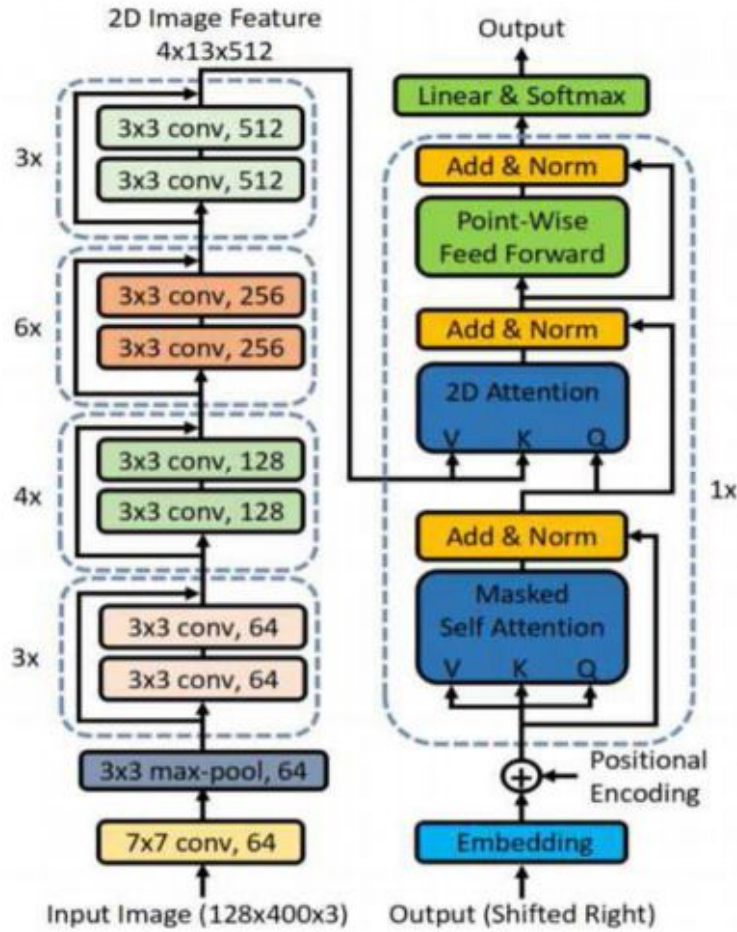 2D Image Feature
4x13x512
3x
3x3 conv, 512
3x3 conv, 512
6x
3x3 conv, 256
3x3 conv, 256
4x
3x3 conv, 128
3x3 conv, 128
3x
3x3 conv, 64
3x3 conv, 64
3x3 max-pool, 64
7x7 conv, 64
Input Image (128x400x3)
Output
Linear & Softmax
Add & Norm
Point-Wise
Feed Forward
Add & Norm
2D Attention
V K Q
1x
Add & Norm
Masked
Self Attention
V K Q
+
Positional
Encoding
Embedding
Output (Shifted Right)